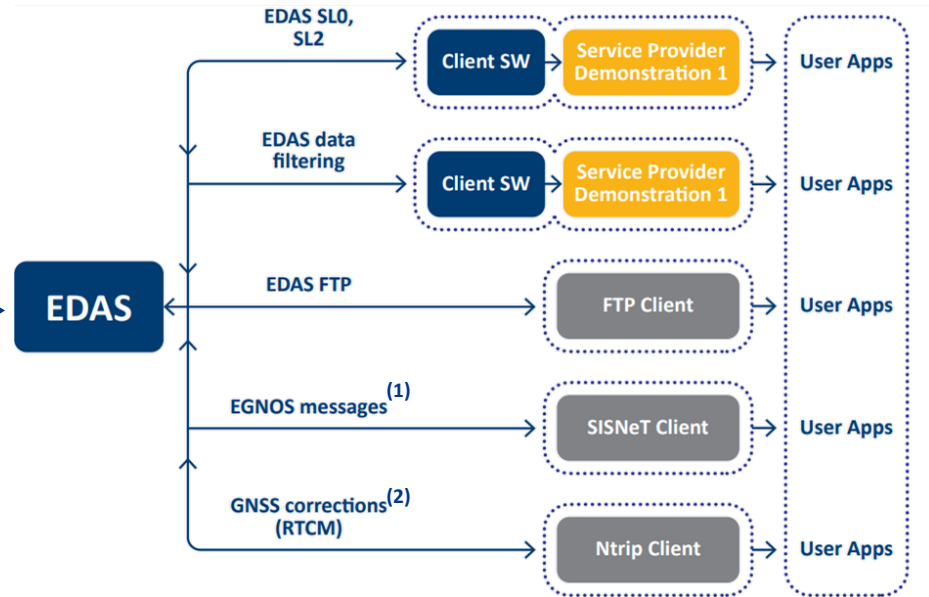 EDAS SL0,
SL2
Client SW
Service Provider
Demonstration 1
User Apps
EDAS data
filtering
Client SW
Service Provider
Demonstration 1
User Apps
EDAS
EDAS FTP
FTP Client
User Apps
EGNOS messages(1)
SISNeT Client
User Apps
GNSS corrections(2)
(RTCM)
Ntrip Client
User Apps